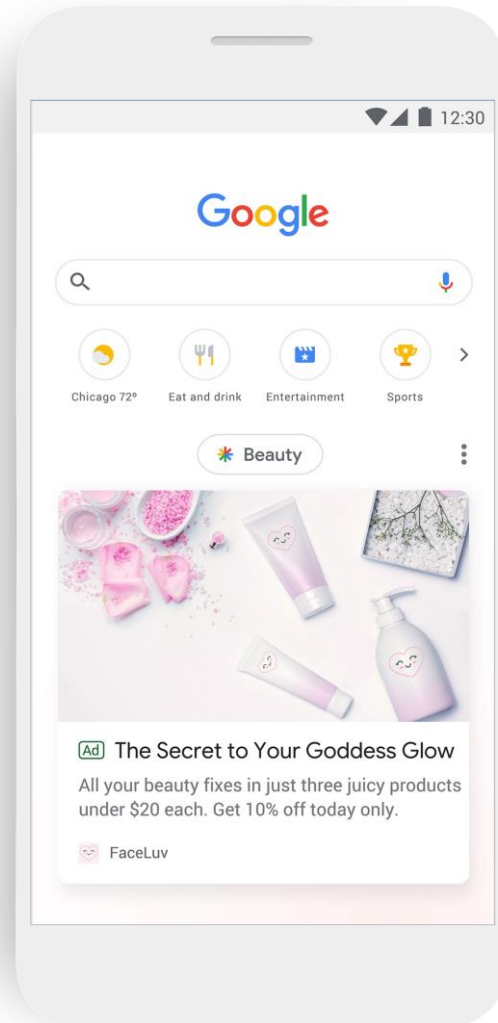 12:30
Google
Chicago 72º
Eat and drink
Entertainment
Sports
Beauty
Ad The Secret to Your Goddess Glow
All your beauty fixes in just three juicy products
under $20 each. Get 10% off today only.
FaceLuv